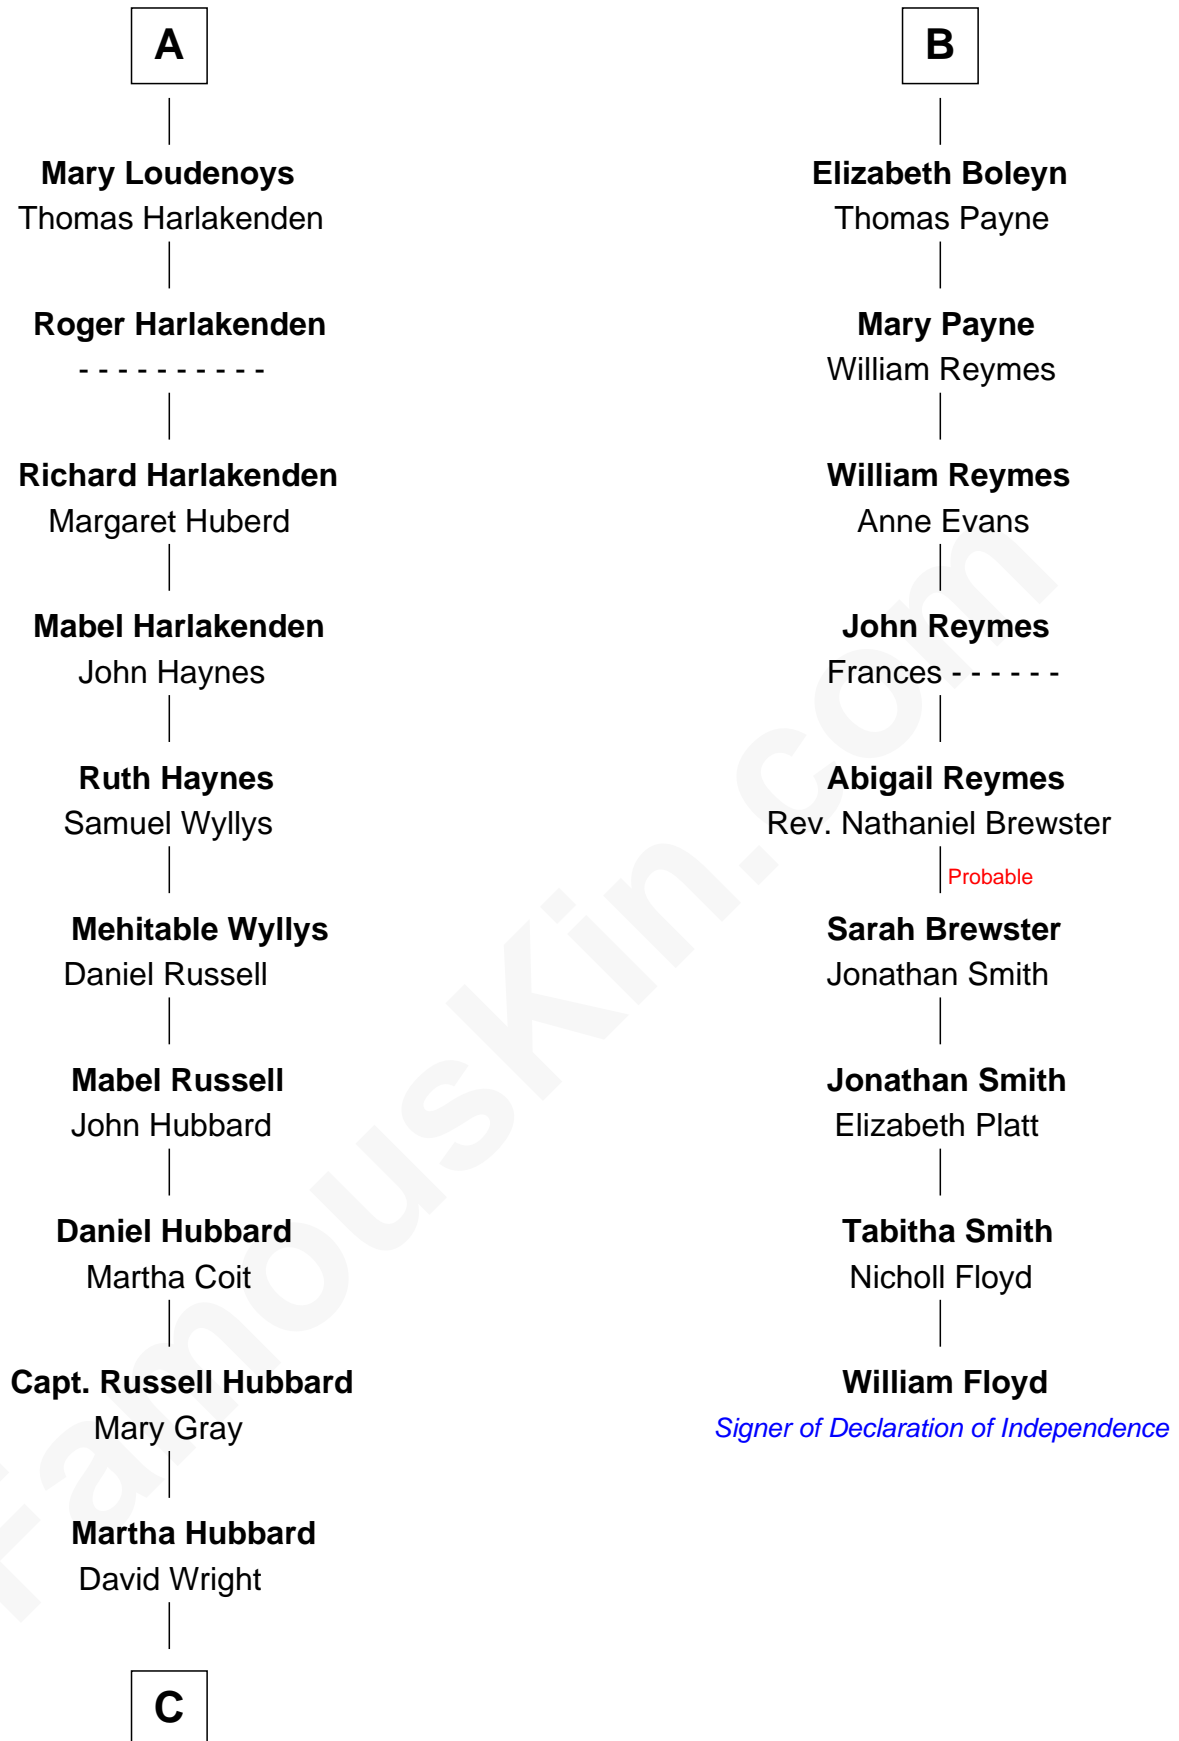 A
Mary Loudenoys
Thomas Harlakenden
Roger Harlakenden
- - - - - - - - - -
Richard Harlakenden
Margaret Huberd
Mabel Harlakenden
John Haynes
Ruth Haynes
Samuel Wyllys
Mehitable Wyllys
Daniel Russell
Mabel Russell
John Hubbard
Daniel Hubbard
Martha Coit
Capt. Russell Hubbard
Mary Gray
Martha Hubbard
David Wright
C
B
Elizabeth Boleyn
Thomas Payne
Mary Payne
William Reymes
William Reymes
Anne Evans
John Reymes
Frances - - - - - -
Abigail Reymes
Rev. Nathaniel Brewster
Probable
Sarah Brewster
Jonathan Smith
Jonathan Smith
Elizabeth Platt
Tabitha Smith
Nicholl Floyd
William Floyd
Signer of Declaration of Independence
FamousKin.com